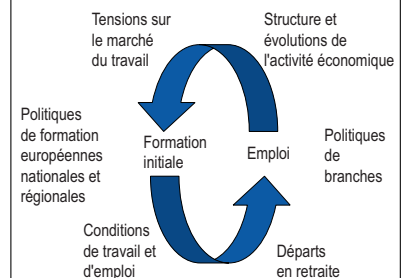 Tensions sur
le marché
du travail
Structure et
évolutions de
l'activité économique
Politiques
de formation
européennes
nationales et
régionales
Formation
initiale
Emploi
Politiques
de
branches
Conditions
de travail et
d'emploi
Départs
en retraite